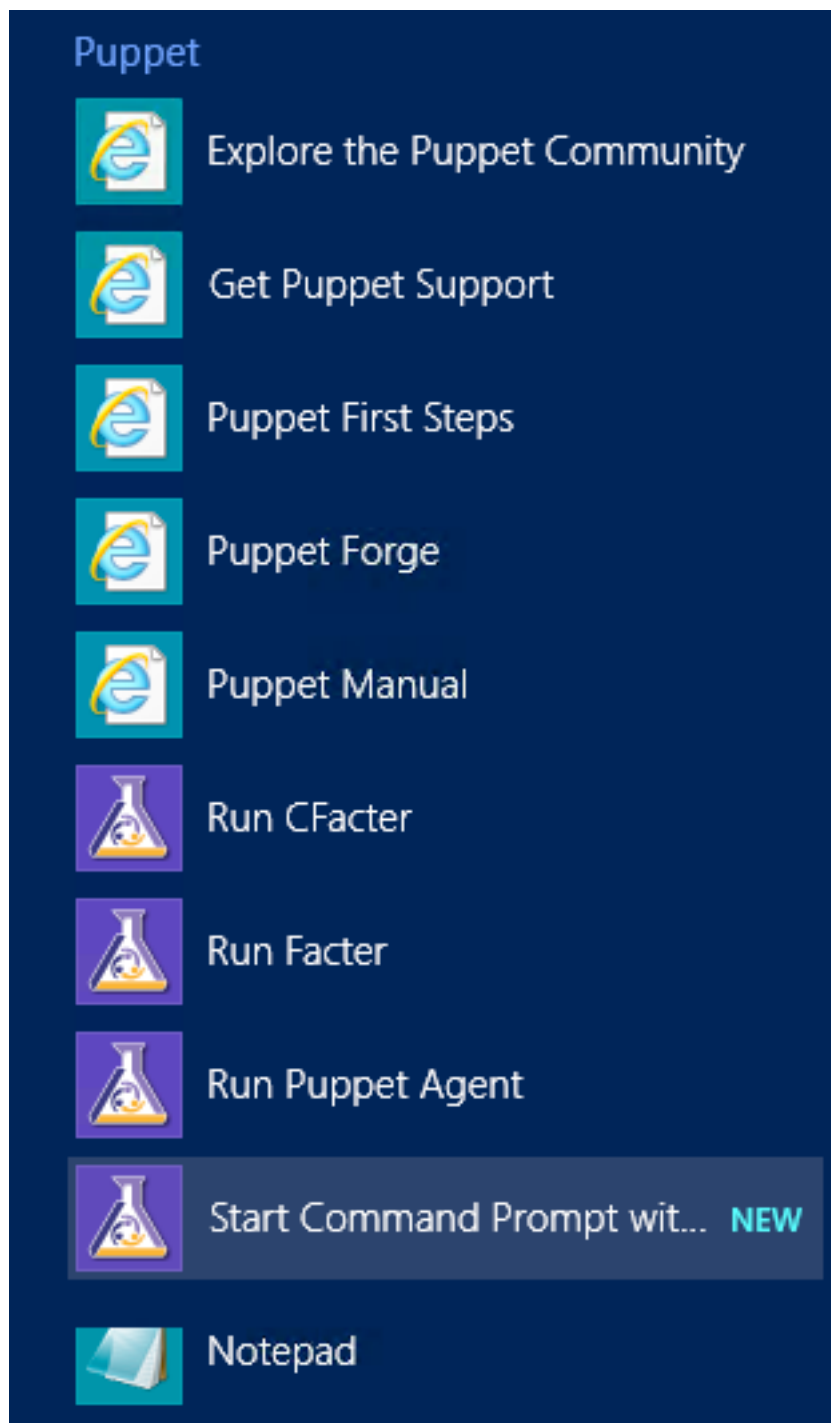 Puppet
Explore the Puppet Community
Get Puppet Support
Puppet First Steps
Puppet Forge
Puppet Manual
Run CFacter
Run Facter
Run Puppet Agent
Start Command Prompt wit... NEW
Notepad